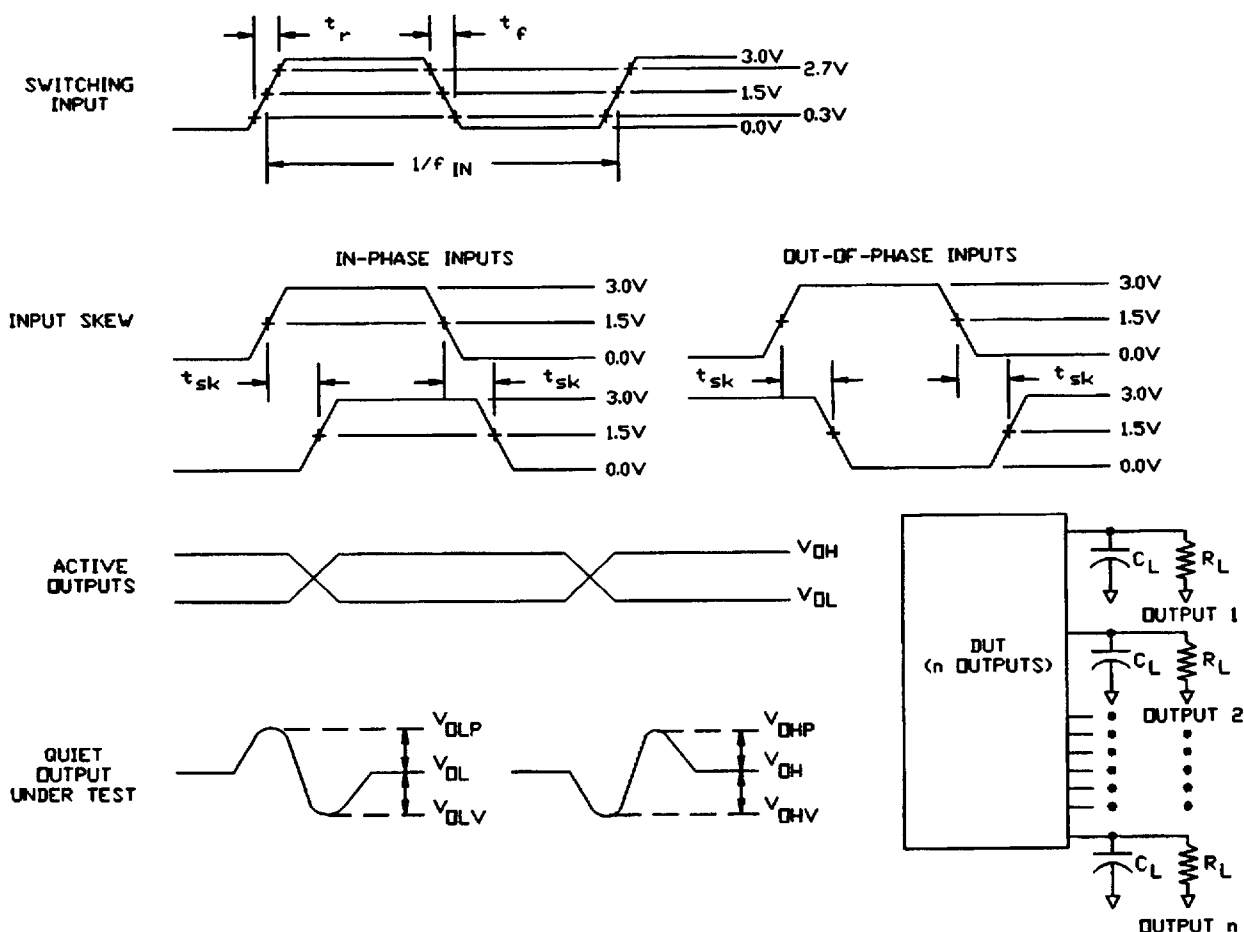 t_r
t_f
SWITCHING
INPUT
3.0V
2.7V
1.5V
0.3V
0.0V
1/f_IN
IN-PHASE INPUTS
OUT-OF-PHASE INPUTS
INPUT SKEW
3.0V
1.5V
0.0V
3.0V
1.5V
0.0V
t_sk
t_sk
t_sk
t_sk
3.0V
1.5V
0.0V
3.0V
1.5V
0.0V
ACTIVE
OUTPUTS
V_OH
V_OL
DUT
(n OUTPUTS)
C_L
R_L
OUTPUT 1
C_L
R_L
OUTPUT 2
C_L
R_L
OUTPUT n
QUIET
OUTPUT
UNDER TEST
V_OLP
V_OL
V_OLV
V_OHP
V_OH
V_OHV